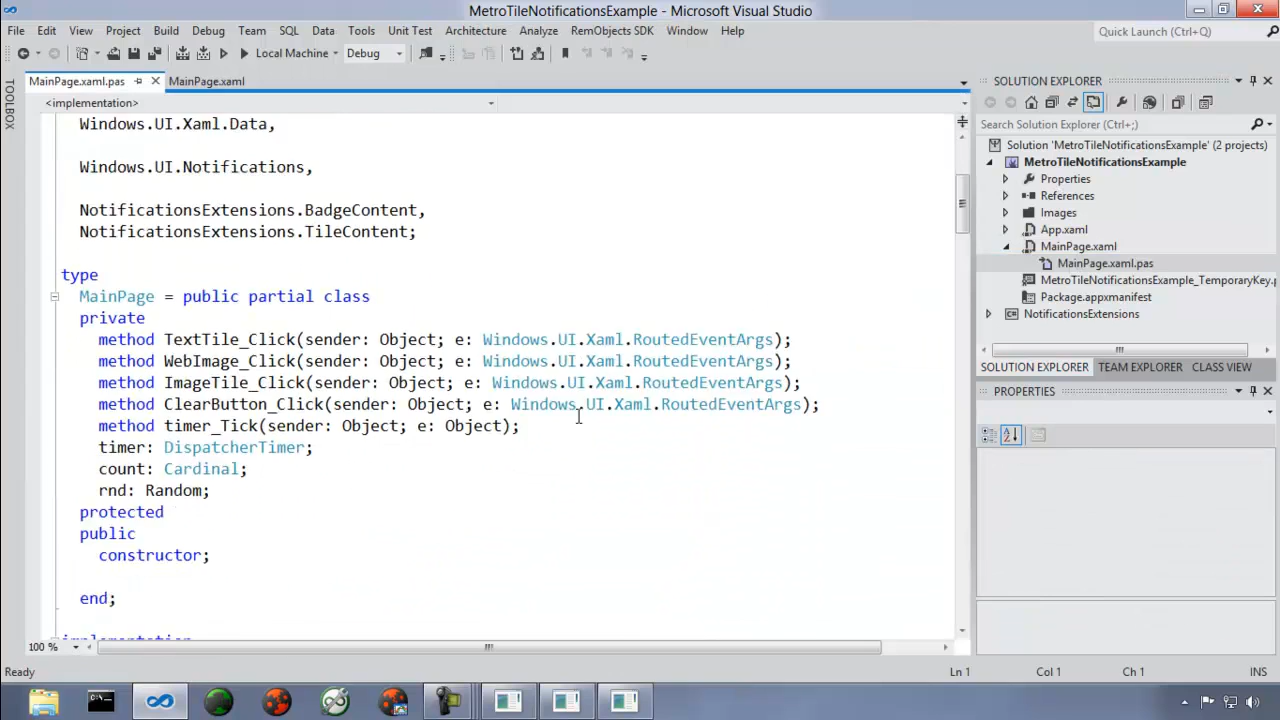 MetroTileNotificationsExample - Microsoft Visual Studio
File Edit View Project Build Debug Team SQL Data Tools Unit Test Architecture Analyze RemObjects SDK Window Help
Quick Launch (Ctrl+Q)
Local Machine Debug
MainPage.xaml.pas MainPage.xaml
TOOLBOX
<implementation>
Windows.UI.Xaml.Data,
Windows.UI.Notifications,
NotificationsExtensions.BadgeContent,
NotificationsExtensions.TileContent;
type
MainPage = public partial class
private
method TextTile_Click(sender: Object; e: Windows.UI.Xaml.RoutedEventArgs);
method WebImage_Click(sender: Object; e: Windows.UI.Xaml.RoutedEventArgs);
method ImageTile_Click(sender: Object; e: Windows.UI.Xaml.RoutedEventArgs);
method ClearButton_Click(sender: Object; e: Windows.UI.Xaml.RoutedEventArgs);
method timer_Tick(sender: Object; e: Object);
timer: DispatcherTimer;
count: Cardinal;
rnd: Random;
protected
public
constructor;
end;
implementation
100 %
SOLUTION EXPLORER
Search Solution Explorer (Ctrl+;)
Solution 'MetroTileNotificationsExample' (2 projects)
MetroTileNotificationsExample
Properties
References
Images
App.xaml
MainPage.xaml
MainPage.xaml.pas
MetroTileNotificationsExample_TemporaryKey.p
Package.appxmanifest
NotificationsExtensions
SOLUTION EXPLORER TEAM EXPLORER CLASS VIEW
PROPERTIES
Ready Ln 1 Col 1 Ch 1 INS